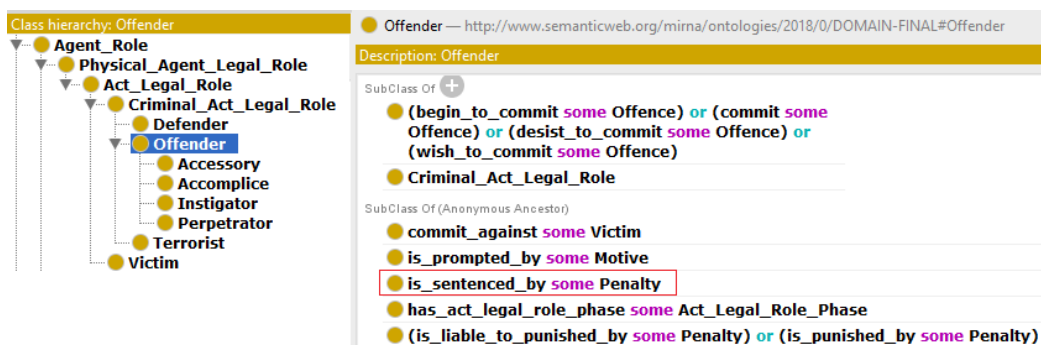 Class hierarchy: Offender
Agent_Role
Physical_Agent_Legal_Role
Act_Legal_Role
Criminal_Act_Legal_Role
Defender
Offender
Accessory
Accomplice
Instigator
Perpetrator
Terrorist
Victim
Offender — http://www.semanticweb.org/mirna/ontologies/2018/0/DOMAIN-FINAL#Offender
Description: Offender
SubClass Of
(begin_to_commit some Offence) or (commit some
Offence) or (desist_to_commit some Offence) or
(wish_to_commit some Offence)
Criminal_Act_Legal_Role
SubClass Of (Anonymous Ancestor)
commit_against some Victim
is_prompted_by some Motive
is_sentenced_by some Penalty
has_act_legal_role_phase some Act_Legal_Role_Phase
(is_liable_to_punished_by some Penalty) or (is_punished_by some Penalty)